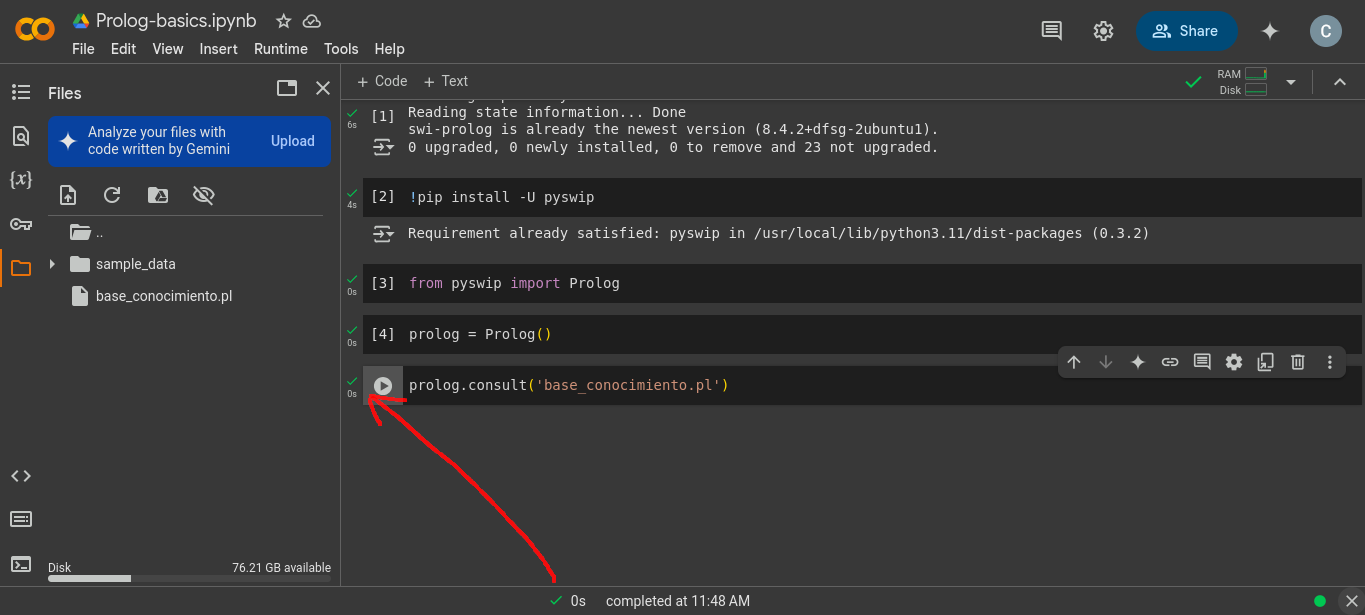 Prolog-basics.ipynb
File Edit View Insert Runtime Tools Help
Share
C
Files
Analyze your files with
code written by Gemini
Upload
{x}
..
sample_data
base_conocimiento.pl
Disk 76.21 GB available
+ Code + Text
RAM
Disk
6s
[1]
Reading state information... Done
swi-prolog is already the newest version (8.4.2+dfsg-2ubuntu1).
0 upgraded, 0 newly installed, 0 to remove and 23 not upgraded.
4s
[2] !pip install -U pyswip
Requirement already satisfied: pyswip in /usr/local/lib/python3.11/dist-packages (0.3.2)
0s
[3] from pyswip import Prolog
0s
[4] prolog = Prolog()
0s
prolog.consult('base_conocimiento.pl')
0s completed at 11:48 AM